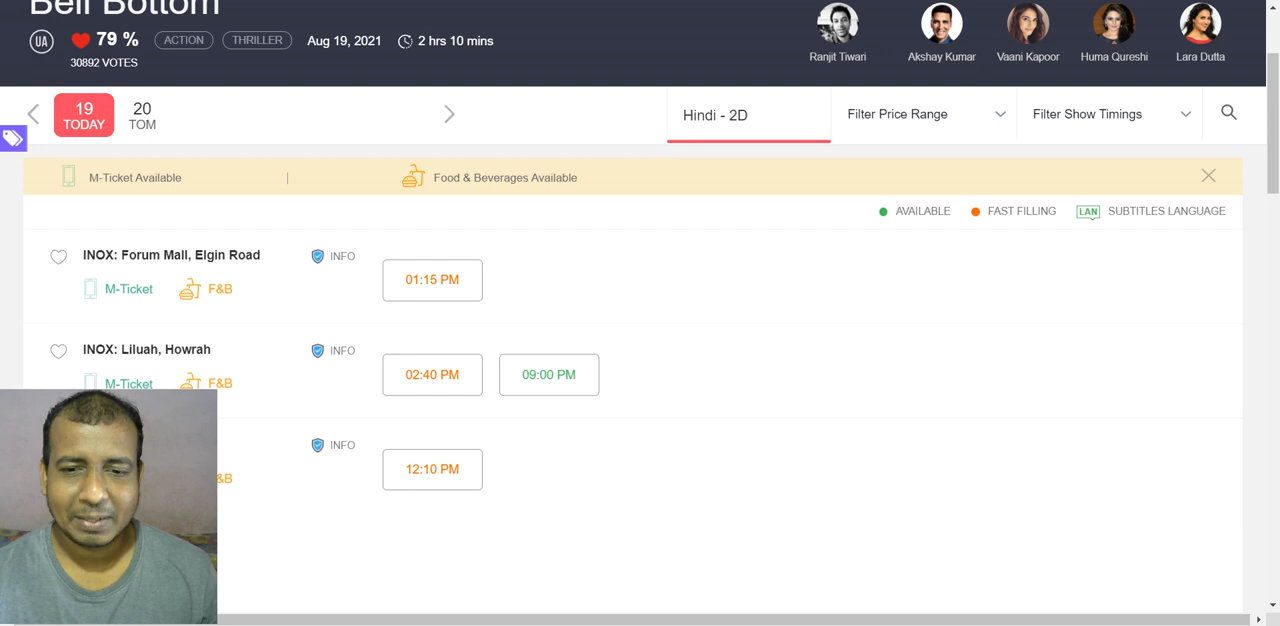 Bell Bottom
UA 79 % ACTION THRILLER Aug 19, 2021 2 hrs 10 mins
30892 VOTES
Ranjit Tiwari Akshay Kumar Vaani Kapoor Huma Qureshi Lara Dutta
19 TODAY
20 TOM
Hindi - 2D Filter Price Range Filter Show Timings
M-Ticket Available | Food & Beverages Available
AVAILABLE FAST FILLING LAN SUBTITLES LANGUAGE
INOX: Forum Mall, Elgin Road INFO 01:15 PM
M-Ticket F&B
INOX: Liluah, Howrah INFO 02:40 PM 09:00 PM
M-Ticket F&B
INFO 12:10 PM
&B